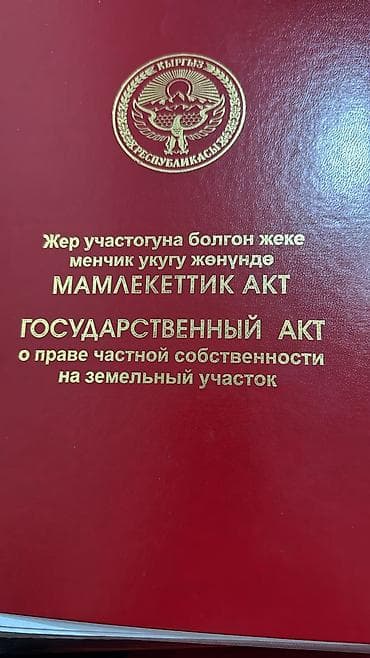 КЫРГЫЗ
РЕСПУБЛИКАСЫ
Жер участогуна болгон жеке
менчик укугу жөнүндө
МАМЛЕКЕТТИК АКТ
ГОСУДАРСТВЕННЫЙ АКТ
о праве частной собственности
на земельный участок